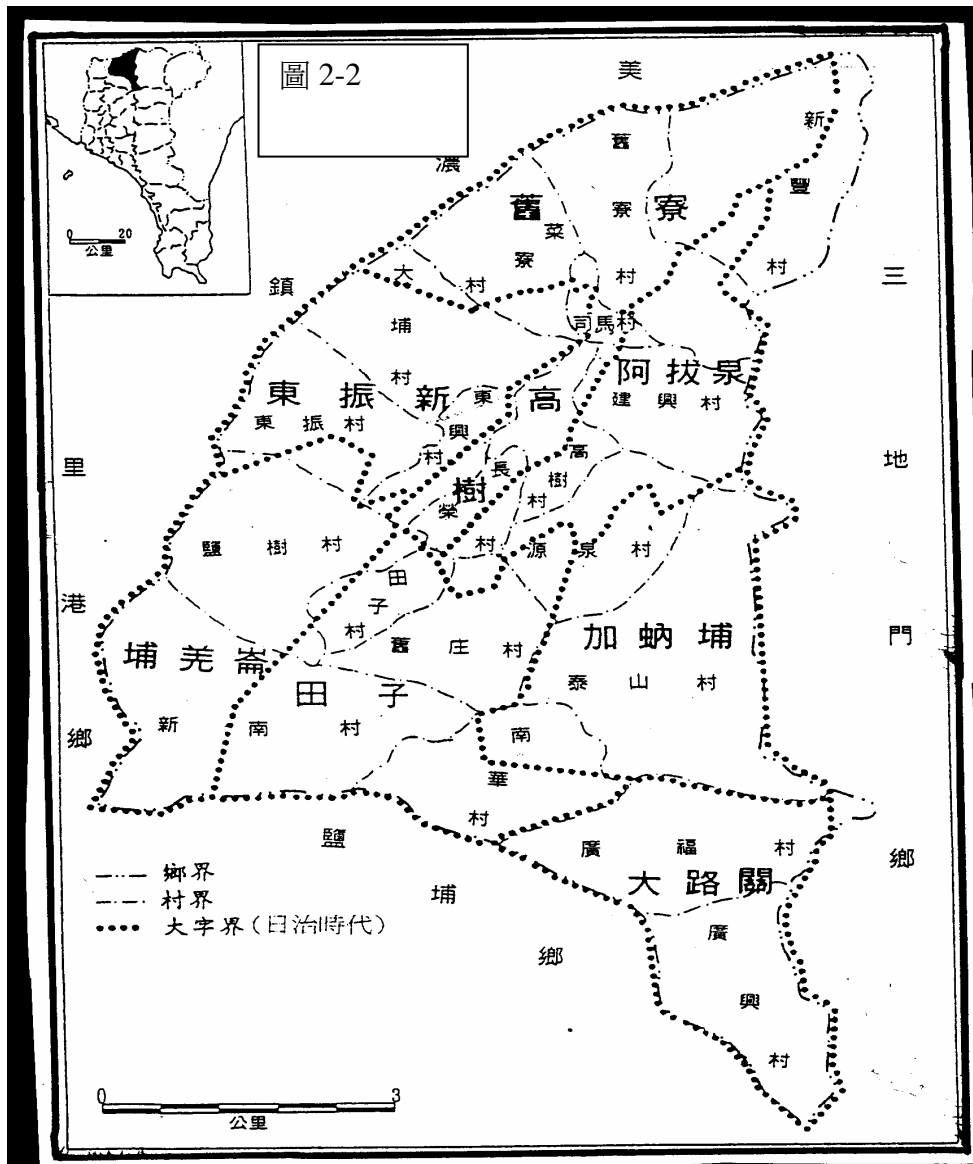 圖 2-2
0 20
公里
美
濃
鎮
里
港
鄉
三
地
門
鄉
鹽
埔
鄉
舊寮
新豐村
舊寮村
菜寮村
大埔村
司馬村
東振新
東振村
東興村
高樹
長榮村
高樹村
阿拔泉
建興村
鹽樹村
源泉村
田子村
舊庄村
埔羌崙
新
南村
田子
加蚋埔
泰山村
南華村
大路關
廣福村
廣興村
鄉界
村界
大字界(日治時代)
0 3
公里